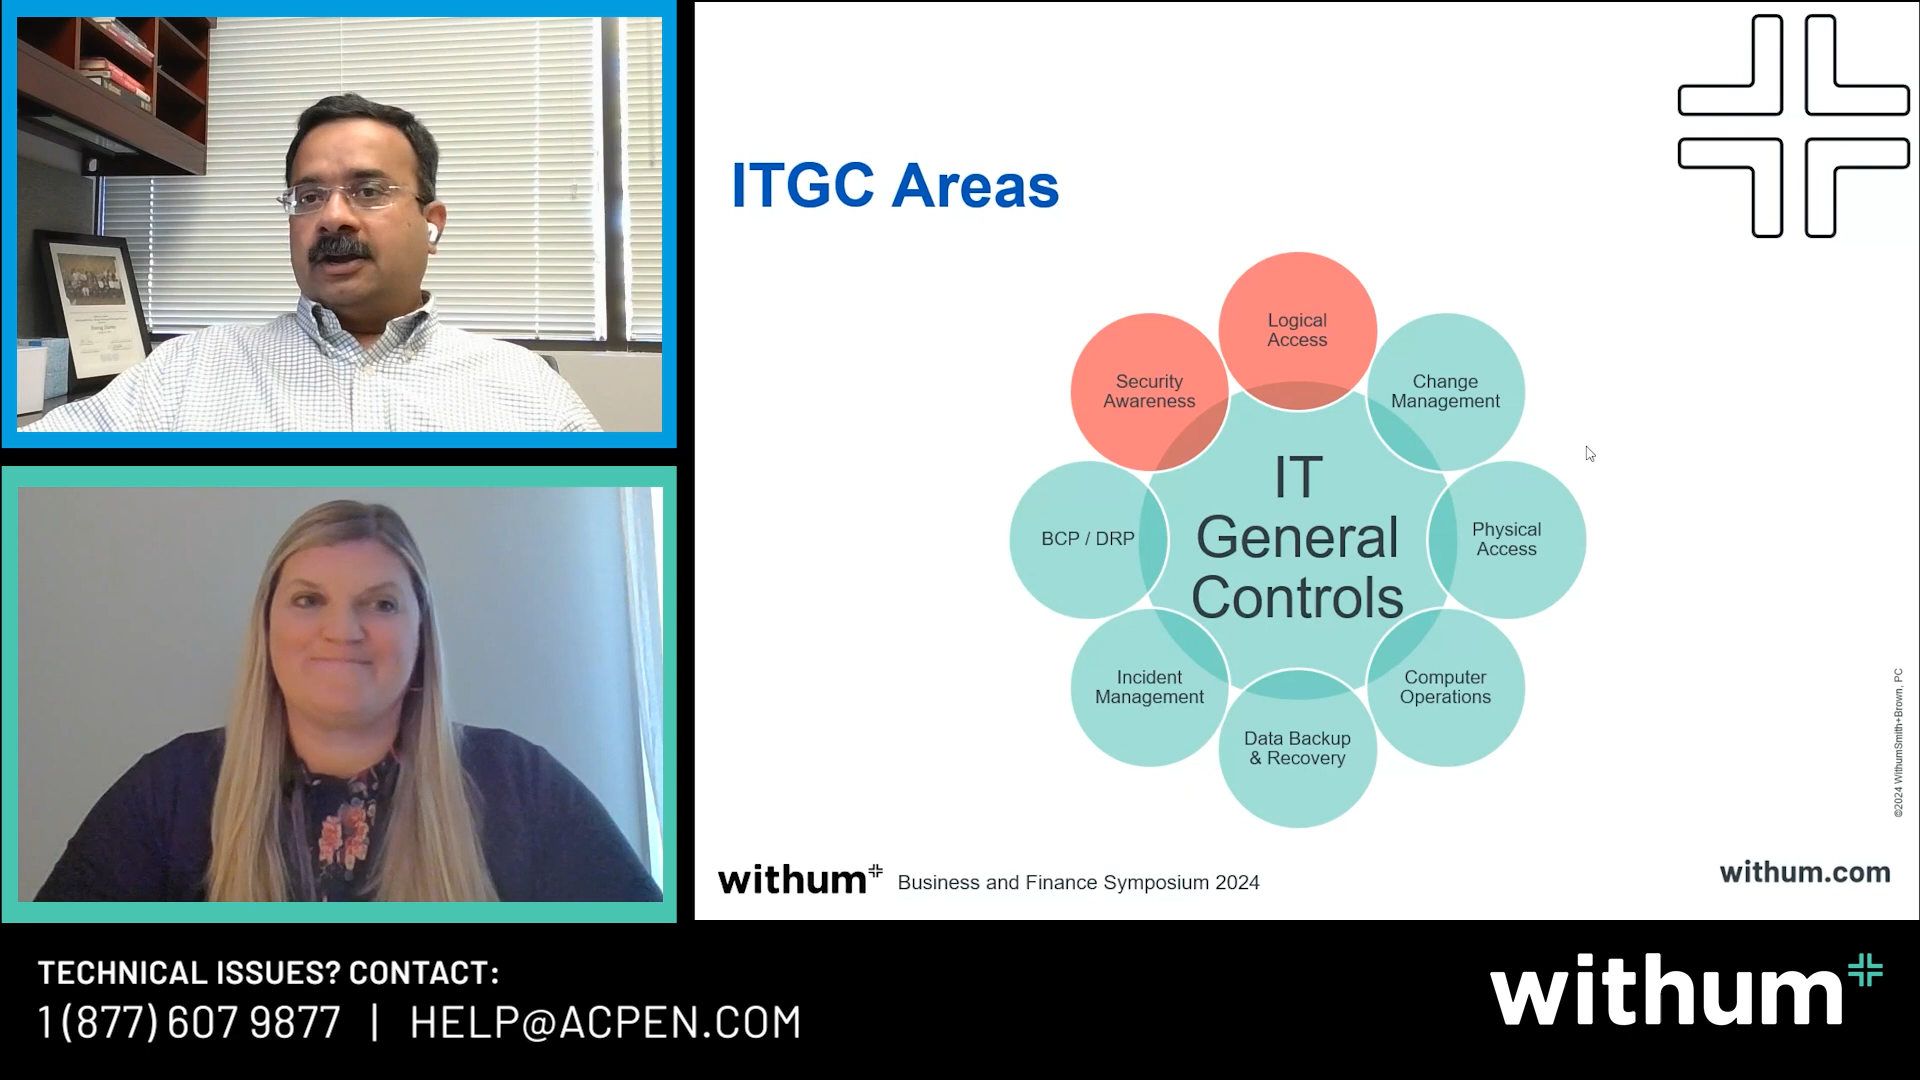 ITGC Areas
Logical
Access
Security
Awareness
Change
Management
IT
General
Controls
BCP / DRP
Physical
Access
Incident
Management
Computer
Operations
Data Backup
& Recovery
©2024 WithumSmith+Brown, PC
withum Business and Finance Symposium 2024
withum.com
TECHNICAL ISSUES? CONTACT:
1 (877) 607 9877 | HELP@ACPEN.COM
withum